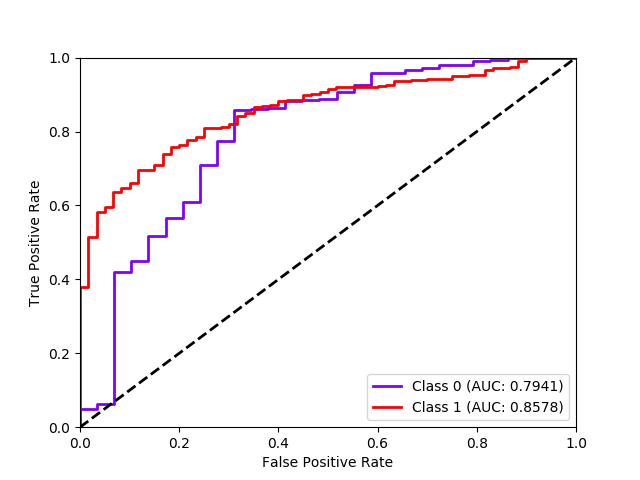 1.0
0.8
0.6
0.4
0.2
0.0
True Positive Rate
0.0 0.2 0.4 0.6 0.8 1.0
False Positive Rate
Class 0 (AUC: 0.7941)
Class 1 (AUC: 0.8578)